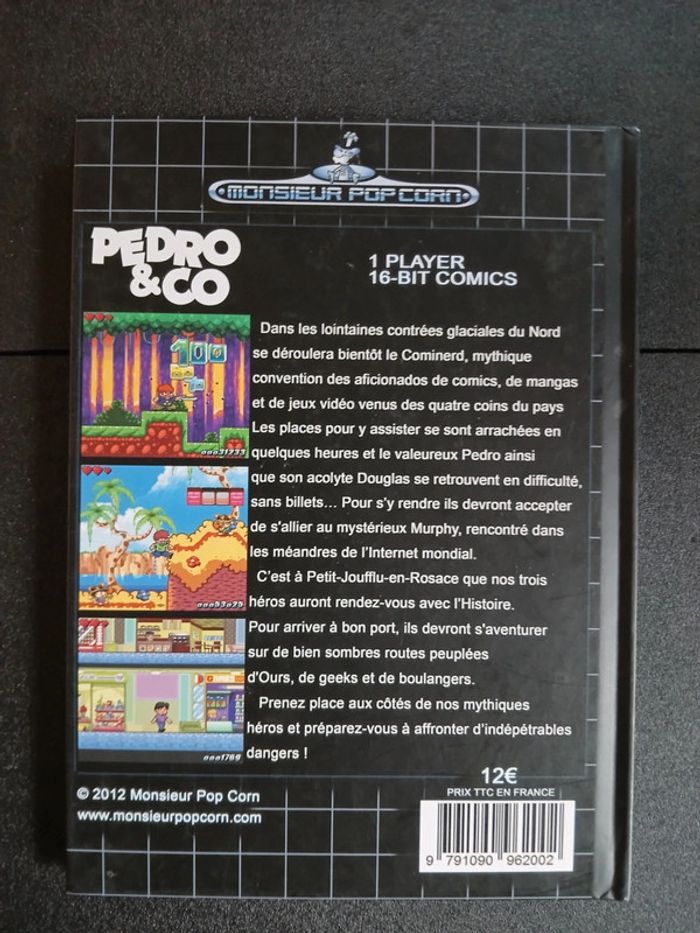 MONSIEUR POP CORN
PEDRO
&CO
1 PLAYER
16-BIT COMICS
Dans les lointaines contrées glaciales du Nord
se déroulera bientôt le Cominerd, mythique
convention des aficionados de comics, de mangas
et de jeux vidéo venus des quatre coins du pays
Les places pour y assister se sont arrachées en
quelques heures et le valeureux Pedro ainsi
que son acolyte Douglas se retrouvent en difficulté,
sans billets... Pour s'y rendre ils devront accepter
de s'allier au mystérieux Murphy, rencontré dans
les méandres de l'Internet mondial.
C'est à Petit-Joufflu-en-Rosace que nos trois
héros auront rendez-vous avec l'Histoire.
Pour arriver à bon port, ils devront s'aventurer
sur de bien sombres routes peuplées
d'Ours, de geeks et de boulangers.
Prenez place aux côtés de nos mythiques
héros et préparez-vous à affronter d'indépétrables
dangers !
100
00031233
0001769
12€
PRIX TTC EN FRANCE
© 2012 Monsieur Pop Corn
www.monsieurpopcorn.com
9 791090 962002